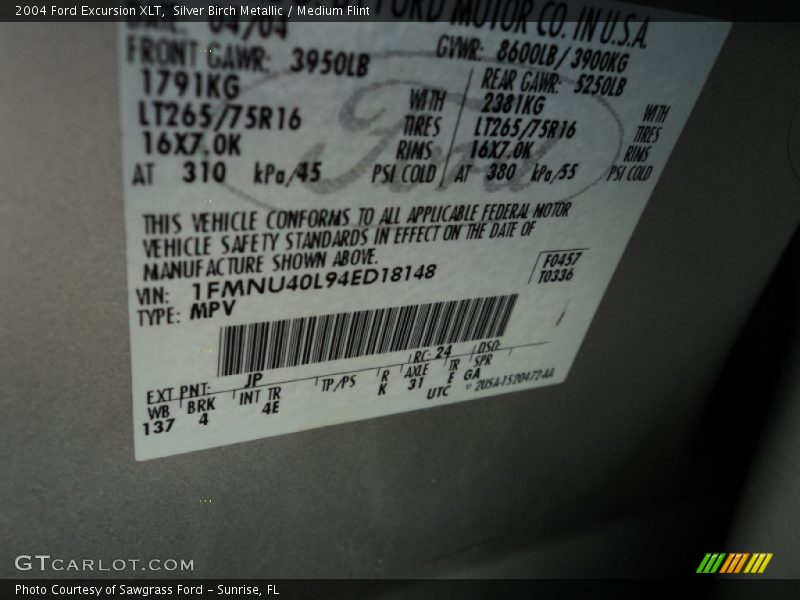 2004 Ford Excursion XLT, Silver Birch Metallic / Medium Flint
FORD MOTOR CO. IN U.S.A.
04/04
FRONT GAWR: 3950LB
GVWR: 8600LB/3900KG
1791KG
REAR GAWR: 5250LB
LT265/75R16
WITH
2381KG
WITH
16X7.0K
TIRES
LT265/75R16
TIRES
RIMS
16X7.0K
RIMS
AT 310 kPa/45 PSI COLD
AT 380 kPa/55 PSI COLD
Ford
THIS VEHICLE CONFORMS TO ALL APPLICABLE FEDERAL MOTOR
VEHICLE SAFETY STANDARDS IN EFFECT ON THE DATE OF
MANUFACTURE SHOWN ABOVE.
VIN: 1FMNU40L94ED18148
F0457
T0336
TYPE: MPV
EXT PNT: JP
RC: 24
DSO:
WB BRK INT TR TP/PS R AXLE TR SPR
137 4 4E K 31 E GA
UTC
2U5A-1520472-AA
GTCARLOT.COM
Photo Courtesy of Sawgrass Ford - Sunrise, FL